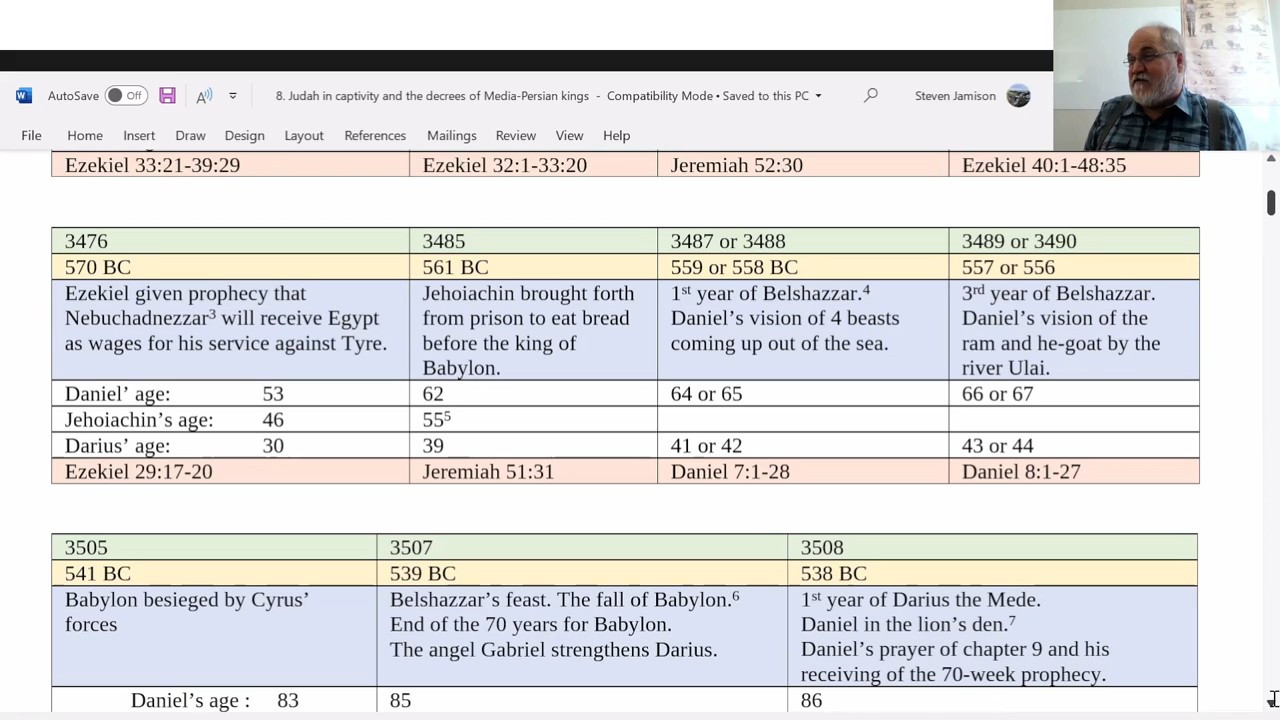 AutoSave Off 8. Judah in captivity and the decrees of Media-Persian kings - Compatibility Mode • Saved to this PC Steven Jamison
File Home Insert Draw Design Layout References Mailings Review View Help
Ezekiel 33:21-39:29 Ezekiel 32:1-33:20 Jeremiah 52:30 Ezekiel 40:1-48:35
3476 3485 3487 or 3488 3489 or 3490
570 BC 561 BC 559 or 558 BC 557 or 556
Ezekiel given prophecy that Jehoiachin brought forth 1st year of Belshazzar.4 3rd year of Belshazzar.
Nebuchadnezzar3 will receive Egypt from prison to eat bread Daniel’s vision of 4 beasts Daniel’s vision of the
as wages for his service against Tyre. before the king of coming up out of the sea. ram and he-goat by the
Babylon. river Ulai.
Daniel’ age: 53 62 64 or 65 66 or 67
Jehoiachin’s age: 46 555
Darius’ age: 30 39 41 or 42 43 or 44
Ezekiel 29:17-20 Jeremiah 51:31 Daniel 7:1-28 Daniel 8:1-27
3505 3507 3508
541 BC 539 BC 538 BC
Babylon besieged by Cyrus’ Belshazzar’s feast. The fall of Babylon.6 1st year of Darius the Mede.
forces End of the 70 years for Babylon. Daniel in the lion’s den.7
The angel Gabriel strengthens Darius. Daniel’s prayer of chapter 9 and his
receiving of the 70-week prophecy.
Daniel’s age : 83 85 86